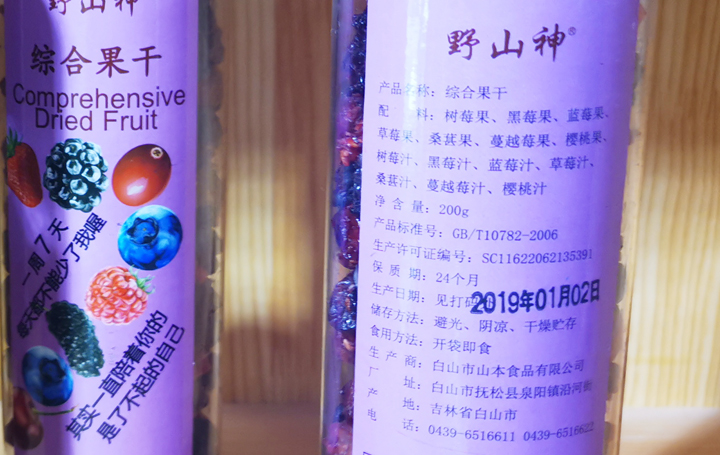 野山神
综合果干
Comprehensive
Dried Fruit
一周7天
每天都不能少了我喔
其实一直陪着你的
是了不起的自己
野山神®
产品名称：综合果干
配 料：树莓果、黑莓果、蓝莓果、
草莓果、桑葚果、蔓越莓果、樱桃果、
树莓汁、黑莓汁、蓝莓汁、草莓汁、
桑葚汁、蔓越莓汁、樱桃汁
净 含 量：200g
产品标准号：GB/T10782-2006
生产许可证编号：SC11622062135391
保 质 期：24个月
生产日期：见打码
2019年01月02日
储存方法：避光、阴凉、干燥贮存
食用方法：开袋即食
生 产 商：白山市山本食品有限公司
厂 址：白山市抚松县泉阳镇沿河街
产 地：吉林省白山市
电 话：0439-6516611 0439-6516622